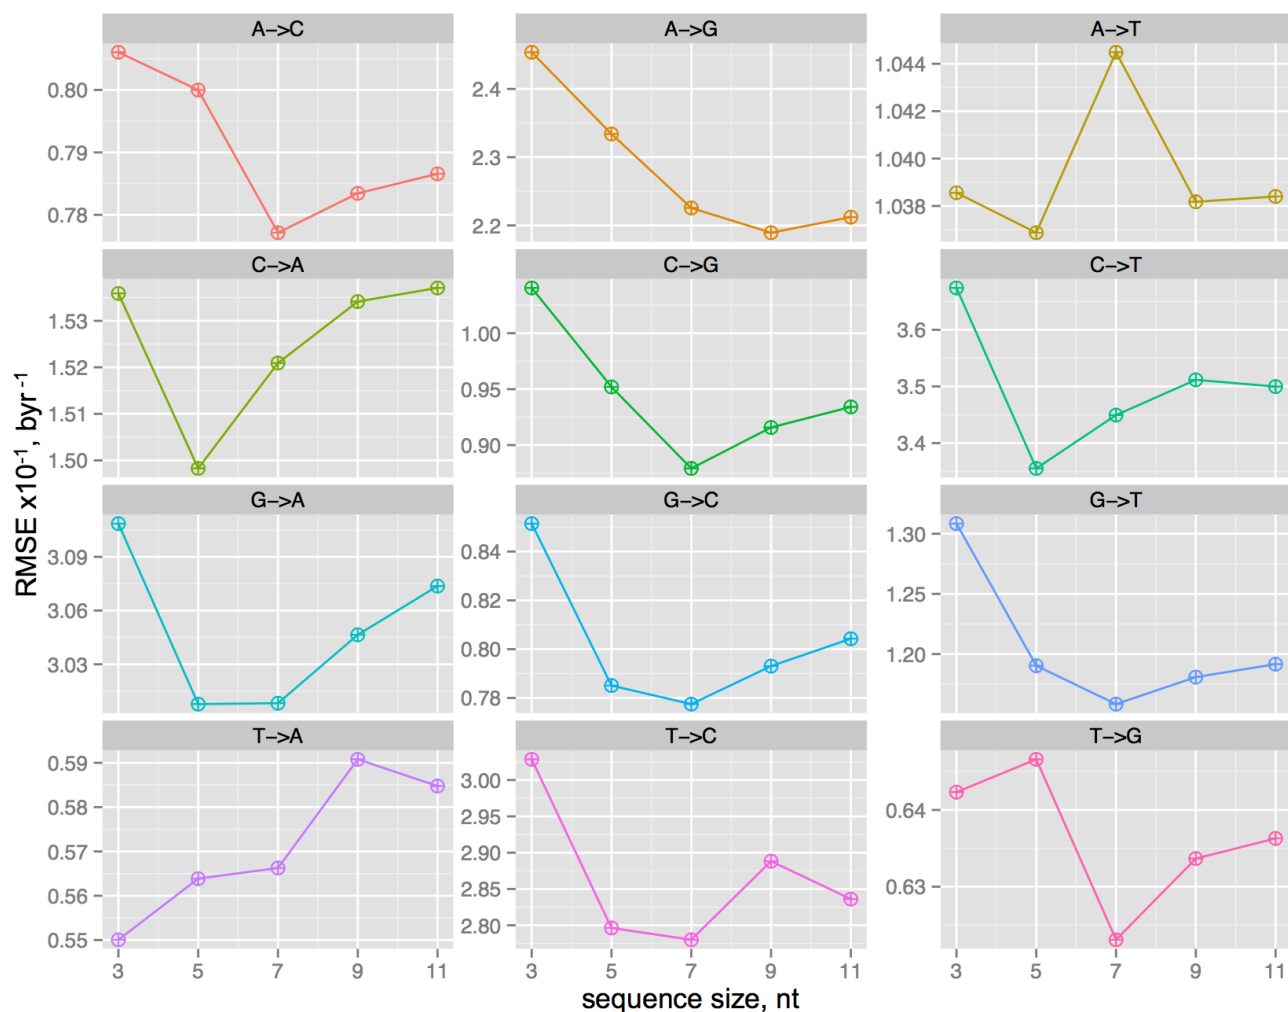 A->C
A->G
A->T
0.80
0.79
0.78
2.4
2.3
2.2
1.044
1.042
1.040
1.038
C->A
C->G
C->T
1.53
1.52
1.51
1.50
1.00
0.95
0.90
3.6
3.5
3.4
G->A
G->C
G->T
3.09
3.06
3.03
0.84
0.82
0.80
0.78
1.30
1.25
1.20
T->A
T->C
T->G
0.59
0.58
0.57
0.56
0.55
3.00
2.95
2.90
2.85
2.80
0.64
0.63
3 5 7 9 11
3 5 7 9 11
3 5 7 9 11
sequence size, nt
RMSE x10⁻¹, byr⁻¹